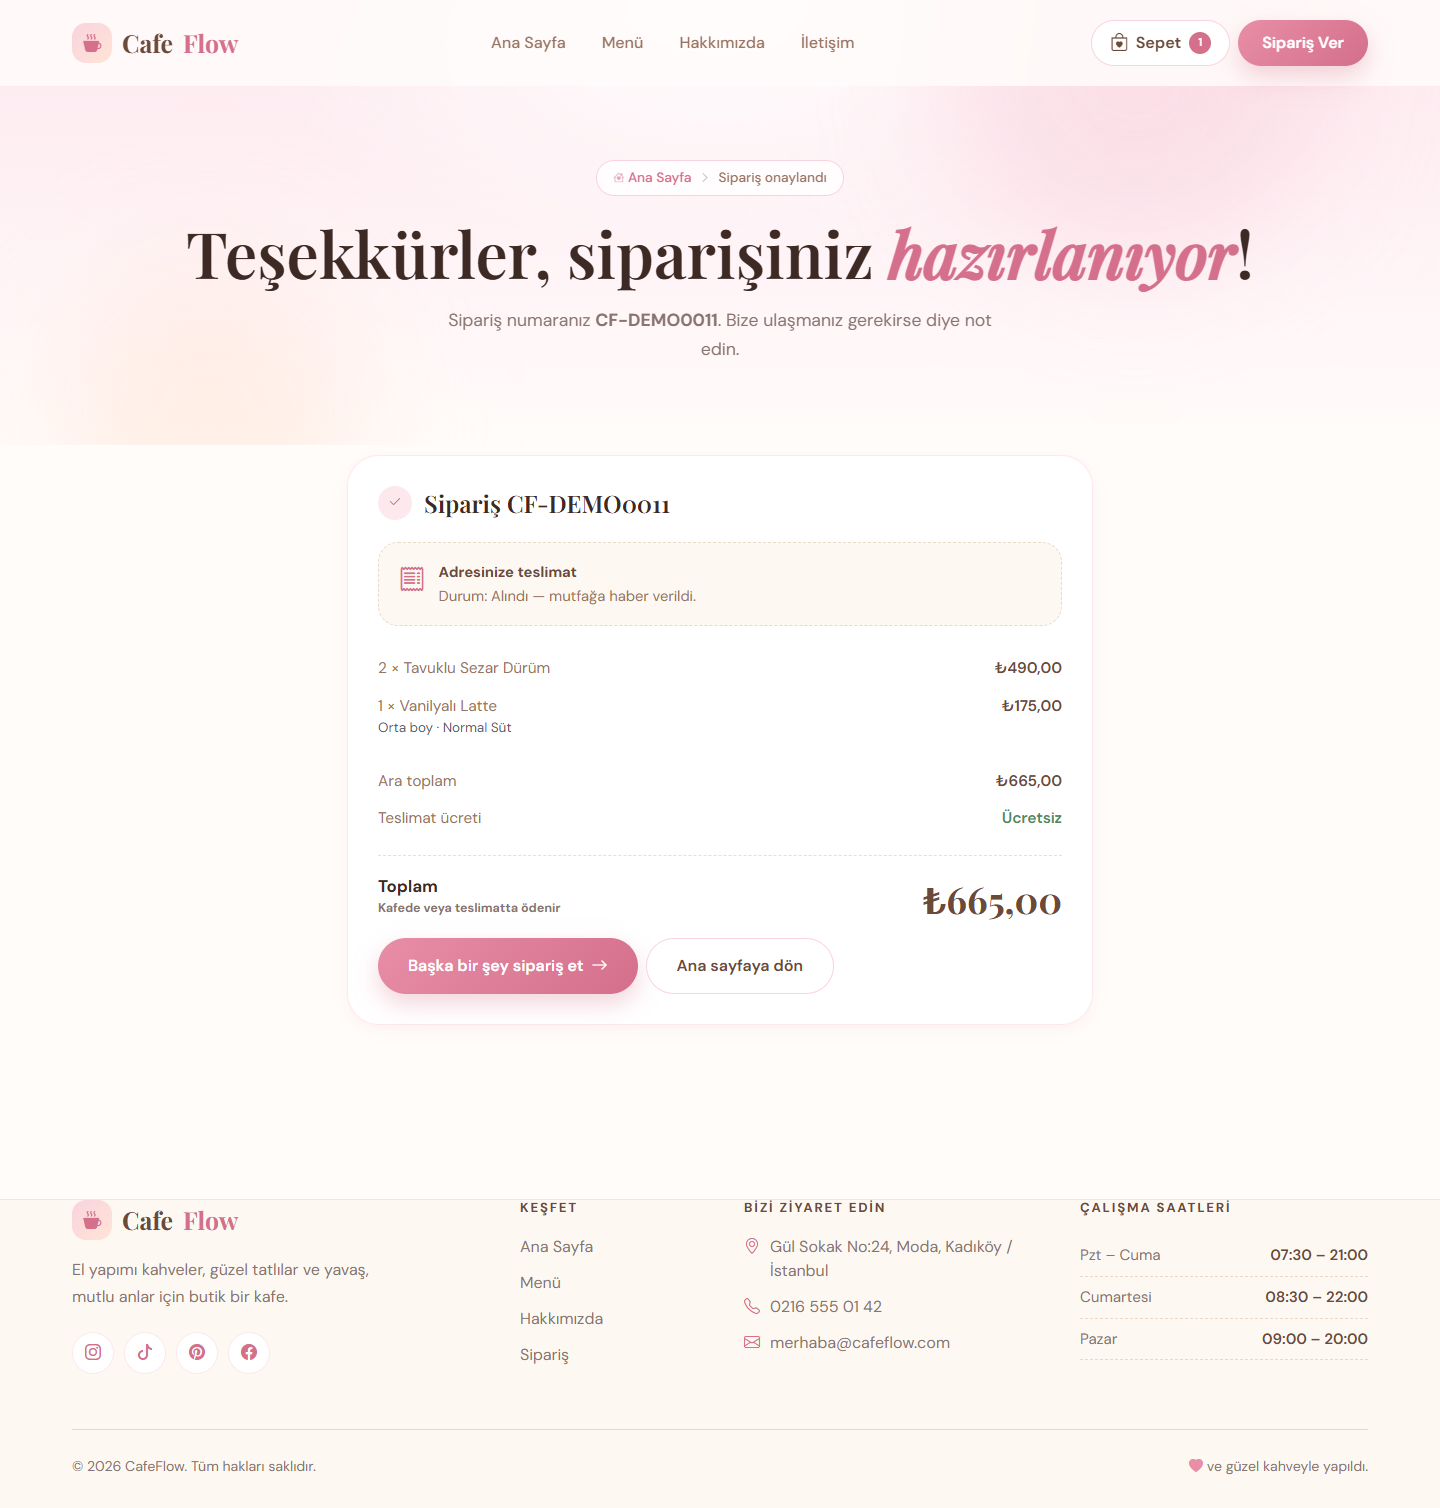 Cafe Flow
Ana Sayfa
Menü
Hakkımızda
İletişim
Sepet 1
Sipariş Ver
Ana Sayfa > Sipariş onaylandı
Teşekkürler, siparişiniz hazırlanıyor!
Sipariş numaranız CF-DEMO0011. Bize ulaşmanız gerekirse diye not
edin.
Sipariş CF-DEMO0011
Adresinize teslimat
Durum: Alındı — mutfağa haber verildi.
2 × Tavuklu Sezar Dürüm ₺490,00
1 × Vanilyalı Latte ₺175,00
Orta boy · Normal Süt
Ara toplam ₺665,00
Teslimat ücreti Ücretsiz
Toplam ₺665,00
Kafede veya teslimatta ödenir
Başka bir şey sipariş et →
Ana sayfaya dön
Cafe Flow
El yapımı kahveler, güzel tatlılar ve yavaş,
mutlu anlar için butik bir kafe.
KEŞFET
Ana Sayfa
Menü
Hakkımızda
Sipariş
BİZİ ZİYARET EDİN
Gül Sokak No:24, Moda, Kadıköy /
İstanbul
0216 555 01 42
merhaba@cafeflow.com
ÇALIŞMA SAATLERİ
Pzt – Cuma 07:30 – 21:00
Cumartesi 08:30 – 22:00
Pazar 09:00 – 20:00
© 2026 CafeFlow. Tüm hakları saklıdır.
ve güzel kahveyle yapıldı.